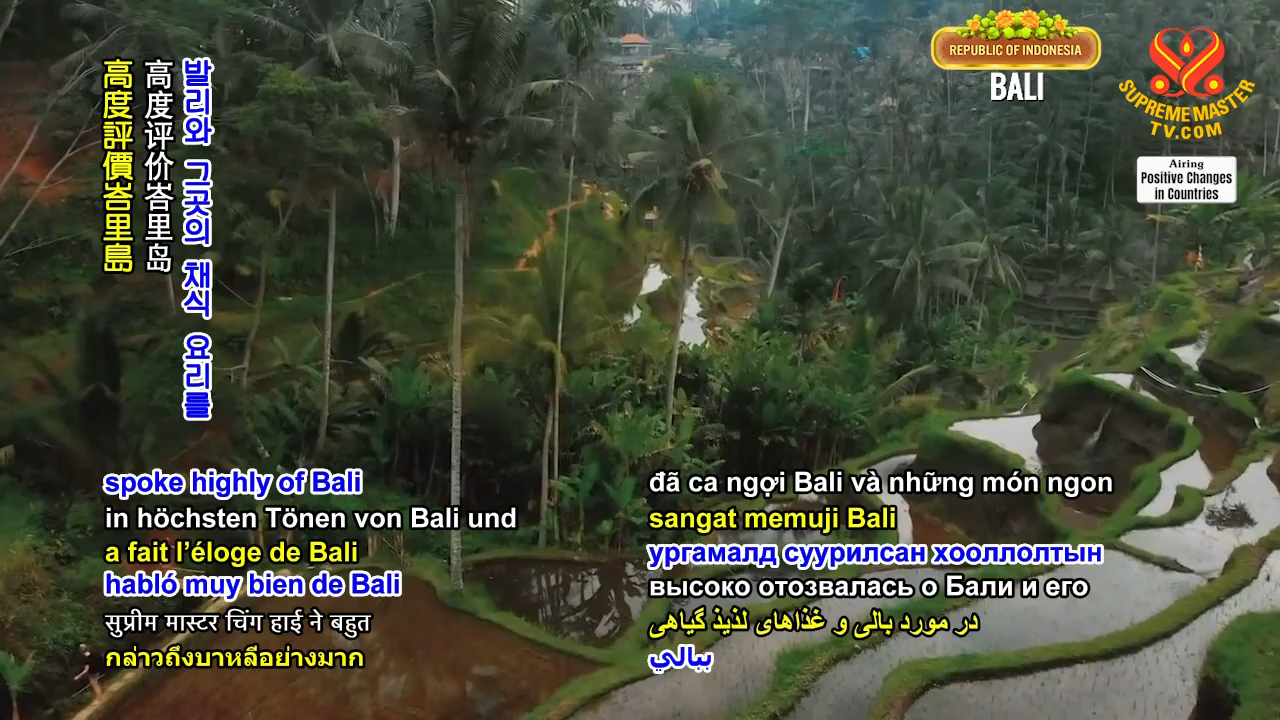 REPUBLIC OF INDONESIA
BALI
SUPREME MASTER
TV.COM
Airing
Positive Changes
in Countries
高度評價峇里島
高度评价峇里岛
발리와 그곳의 채식 요리를
spoke highly of Bali
in höchsten Tönen von Bali und
a fait l’éloge de Bali
habló muy bien de Bali
सुप्रीम मास्टर चिंग हाई ने बहुत
กล่าวถึงบาหลีอย่างมาก
đã ca ngợi Bali và những món ngon
sangat memuji Bali
ургамалд суурилсан хооллолтын
высоко отозвалась о Бали и его
در مورد بالی و غذاهای لذیذ گیاهی
ببالي